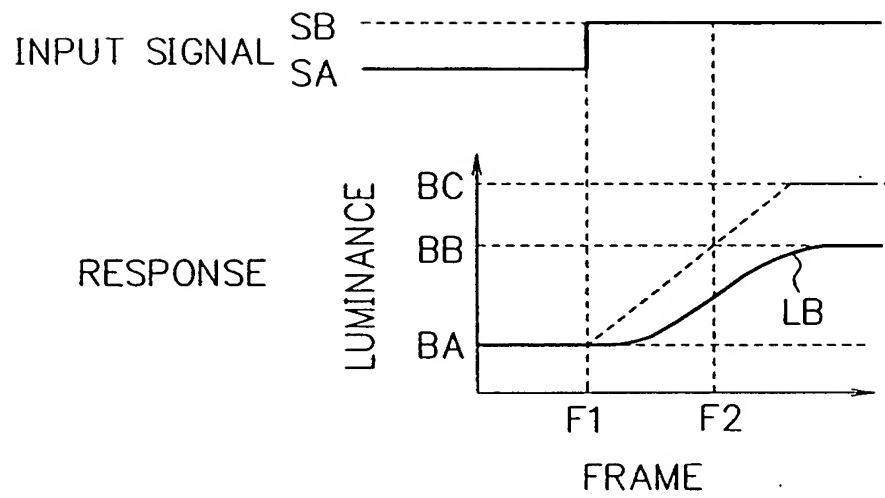 INPUT SIGNAL
SB
SA
RESPONSE
LUMINANCE
BC
BB
BA
LB
F1
F2
FRAME